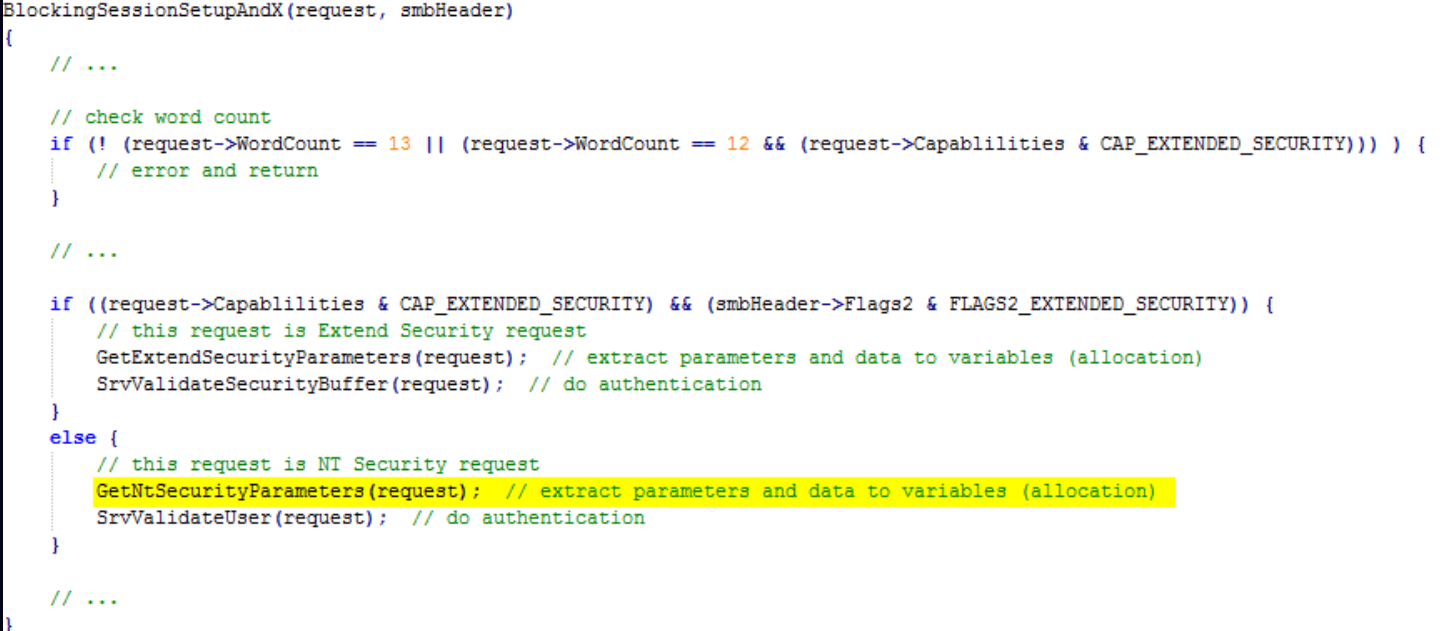 BlockingSessionSetupAndX(request, smbHeader)
{
// ...
// check word count
if (! (request->WordCount == 13 || (request->WordCount == 12 && (request->Capablilities & CAP_EXTENDED_SECURITY))) ) {
// error and return
}
// ...
if ((request->Capablilities & CAP_EXTENDED_SECURITY) && (smbHeader->Flags2 & FLAGS2_EXTENDED_SECURITY)) {
// this request is Extend Security request
GetExtendSecurityParameters(request); // extract parameters and data to variables (allocation)
SrvValidateSecurityBuffer(request); // do authentication
}
else {
// this request is NT Security request
GetNtSecurityParameters(request); // extract parameters and data to variables (allocation)
SrvValidateUser(request); // do authentication
}
// ...
}